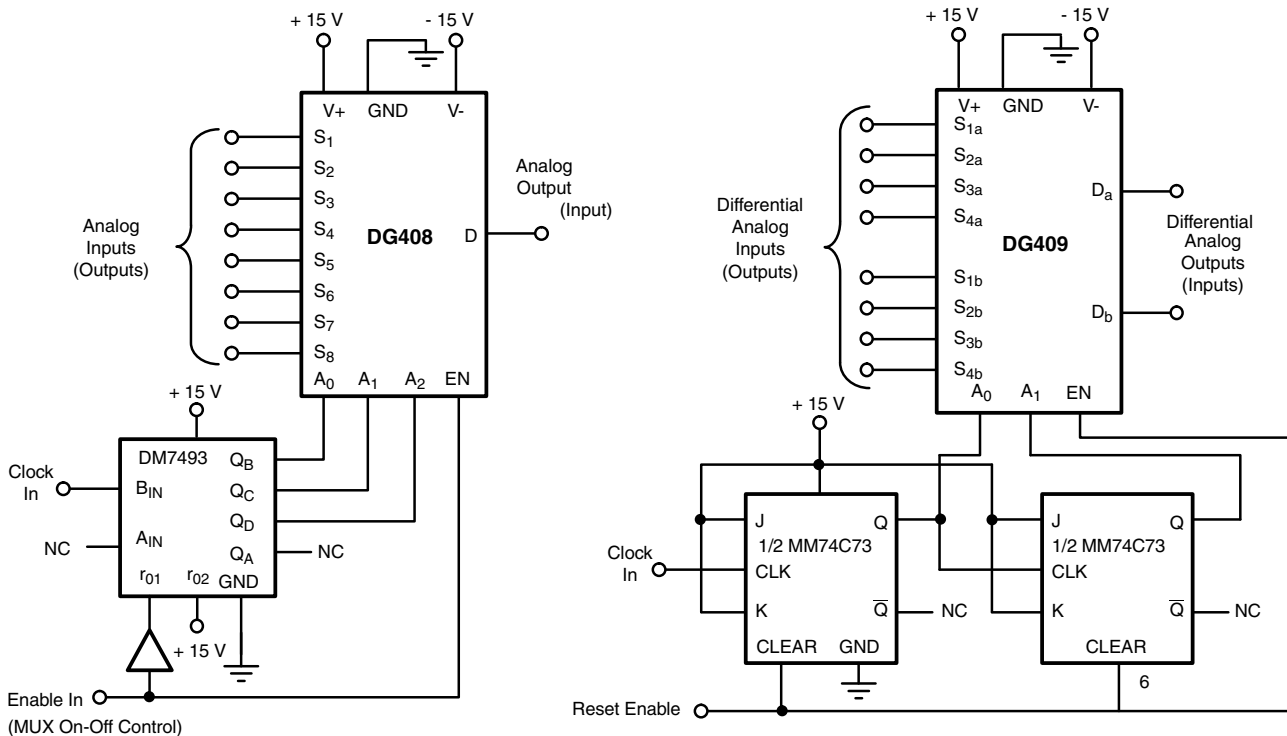 + 15 V
- 15 V
V+
GND
V-
S1
S2
S3
S4
S5
S6
S7
S8
Analog
Inputs
(Outputs)
DG408
D
Analog
Output
(Input)
A0
A1
A2
EN
+ 15 V
DM7493
Clock
In
BIN
NC
AIN
QB
QC
QD
QA
NC
r01
r02
GND
+ 15 V
Enable In
(MUX On-Off Control)
+ 15 V
- 15 V
V+
GND
V-
S1a
S2a
S3a
S4a
S1b
S2b
S3b
S4b
Differential
Analog
Inputs
(Outputs)
DG409
Da
Db
Differential
Analog
Outputs
(Inputs)
A0
A1
EN
+ 15 V
J
Q
1/2 MM74C73
Clock
In
CLK
K
Q̅
NC
CLEAR
GND
J
Q
1/2 MM74C73
CLK
K
Q̅
NC
CLEAR
6
Reset Enable